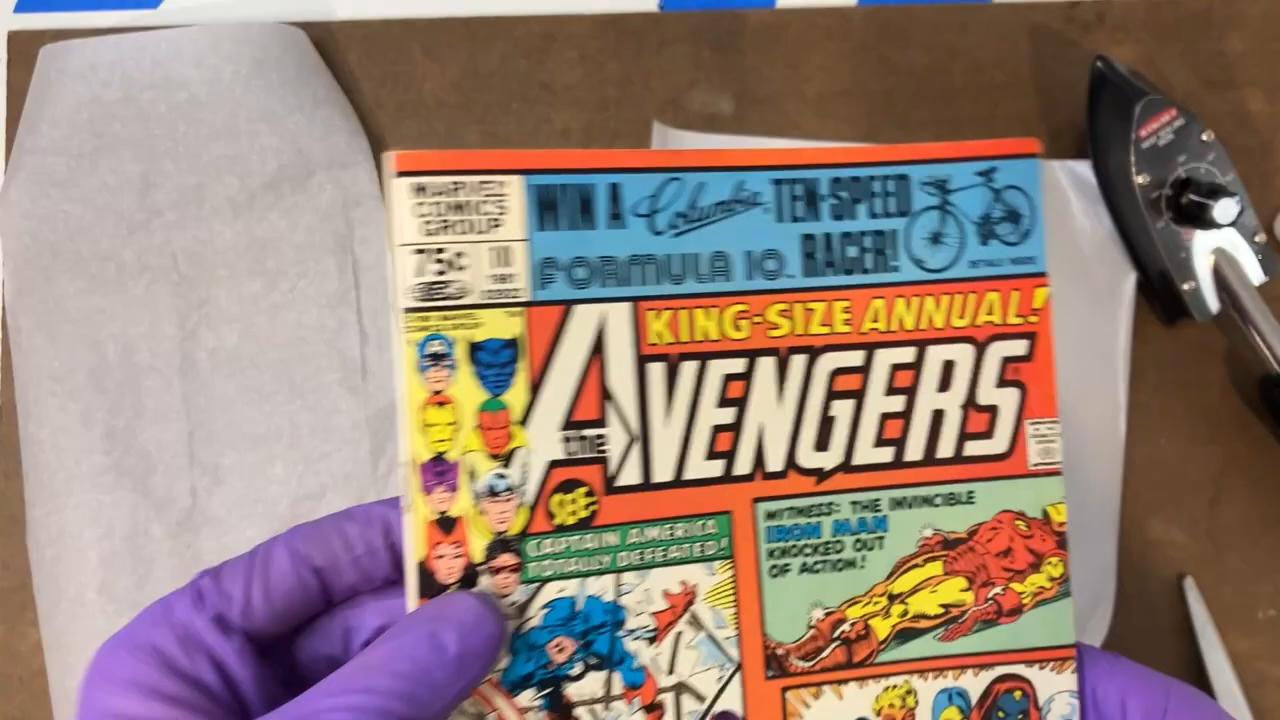 MARVEL
COMICS
GROUP
75¢
WIN A Columbia TEN-SPEED
FORMULA 10 RACER!
KING-SIZE ANNUAL!
the AVENGERS
SEE-
CAPTAIN AMERICA
TOTALLY DEFEATED!
WITNESS: THE INVINCIBLE
IRON MAN
KNOCKED OUT
OF ACTION!